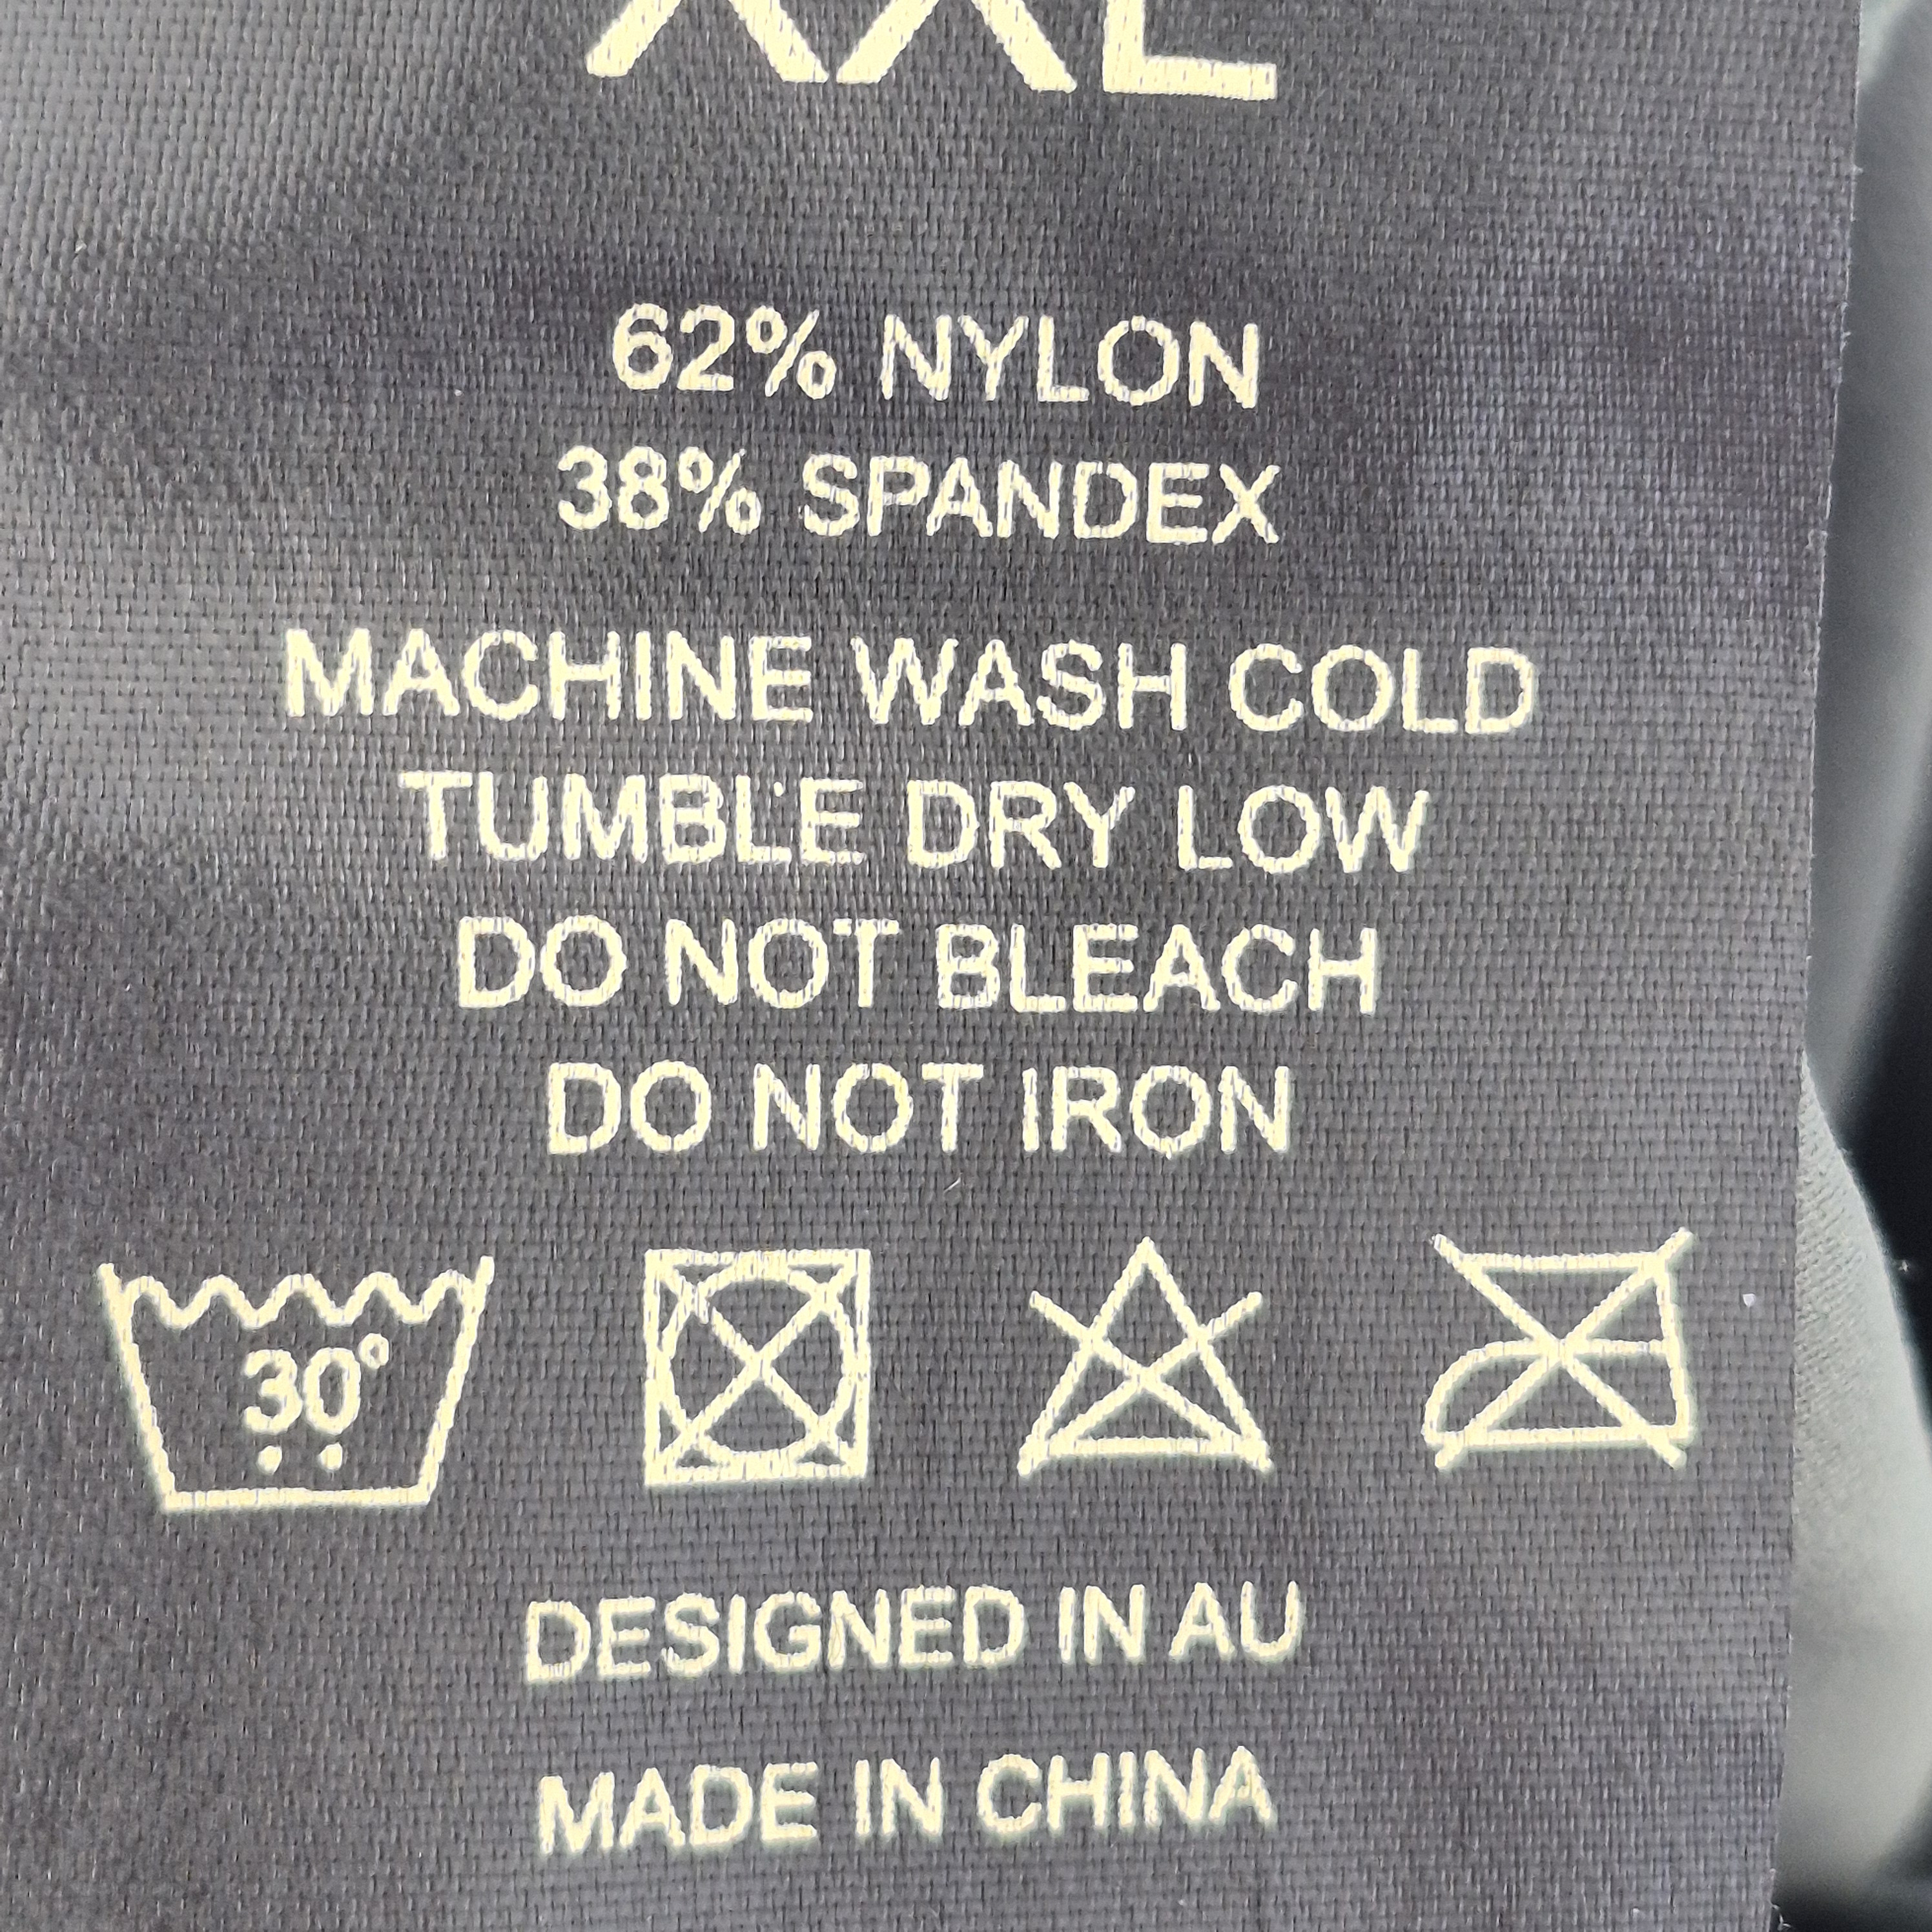 XXL
62% NYLON
38% SPANDEX
MACHINE WASH COLD
TUMBLE DRY LOW
DO NOT BLEACH
DO NOT IRON
30°
DESIGNED IN AU
MADE IN CHINA